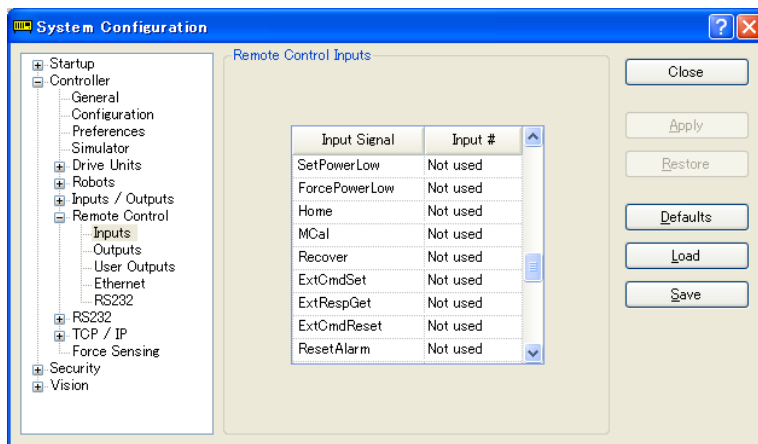 System Configuration
Startup
Controller
General
Configuration
Preferences
Simulator
Drive Units
Robots
Inputs / Outputs
Remote Control
Inputs
Outputs
User Outputs
Ethernet
RS232
RS232
TCP / IP
Force Sensing
Security
Vision
Remote Control Inputs
Input Signal Input #
SetPowerLow Not used
ForcePowerLow Not used
Home Not used
MCal Not used
Recover Not used
ExtCmdSet Not used
ExtRespGet Not used
ExtCmdReset Not used
ResetAlarm Not used
Close
Apply
Restore
Defaults
Load
Save